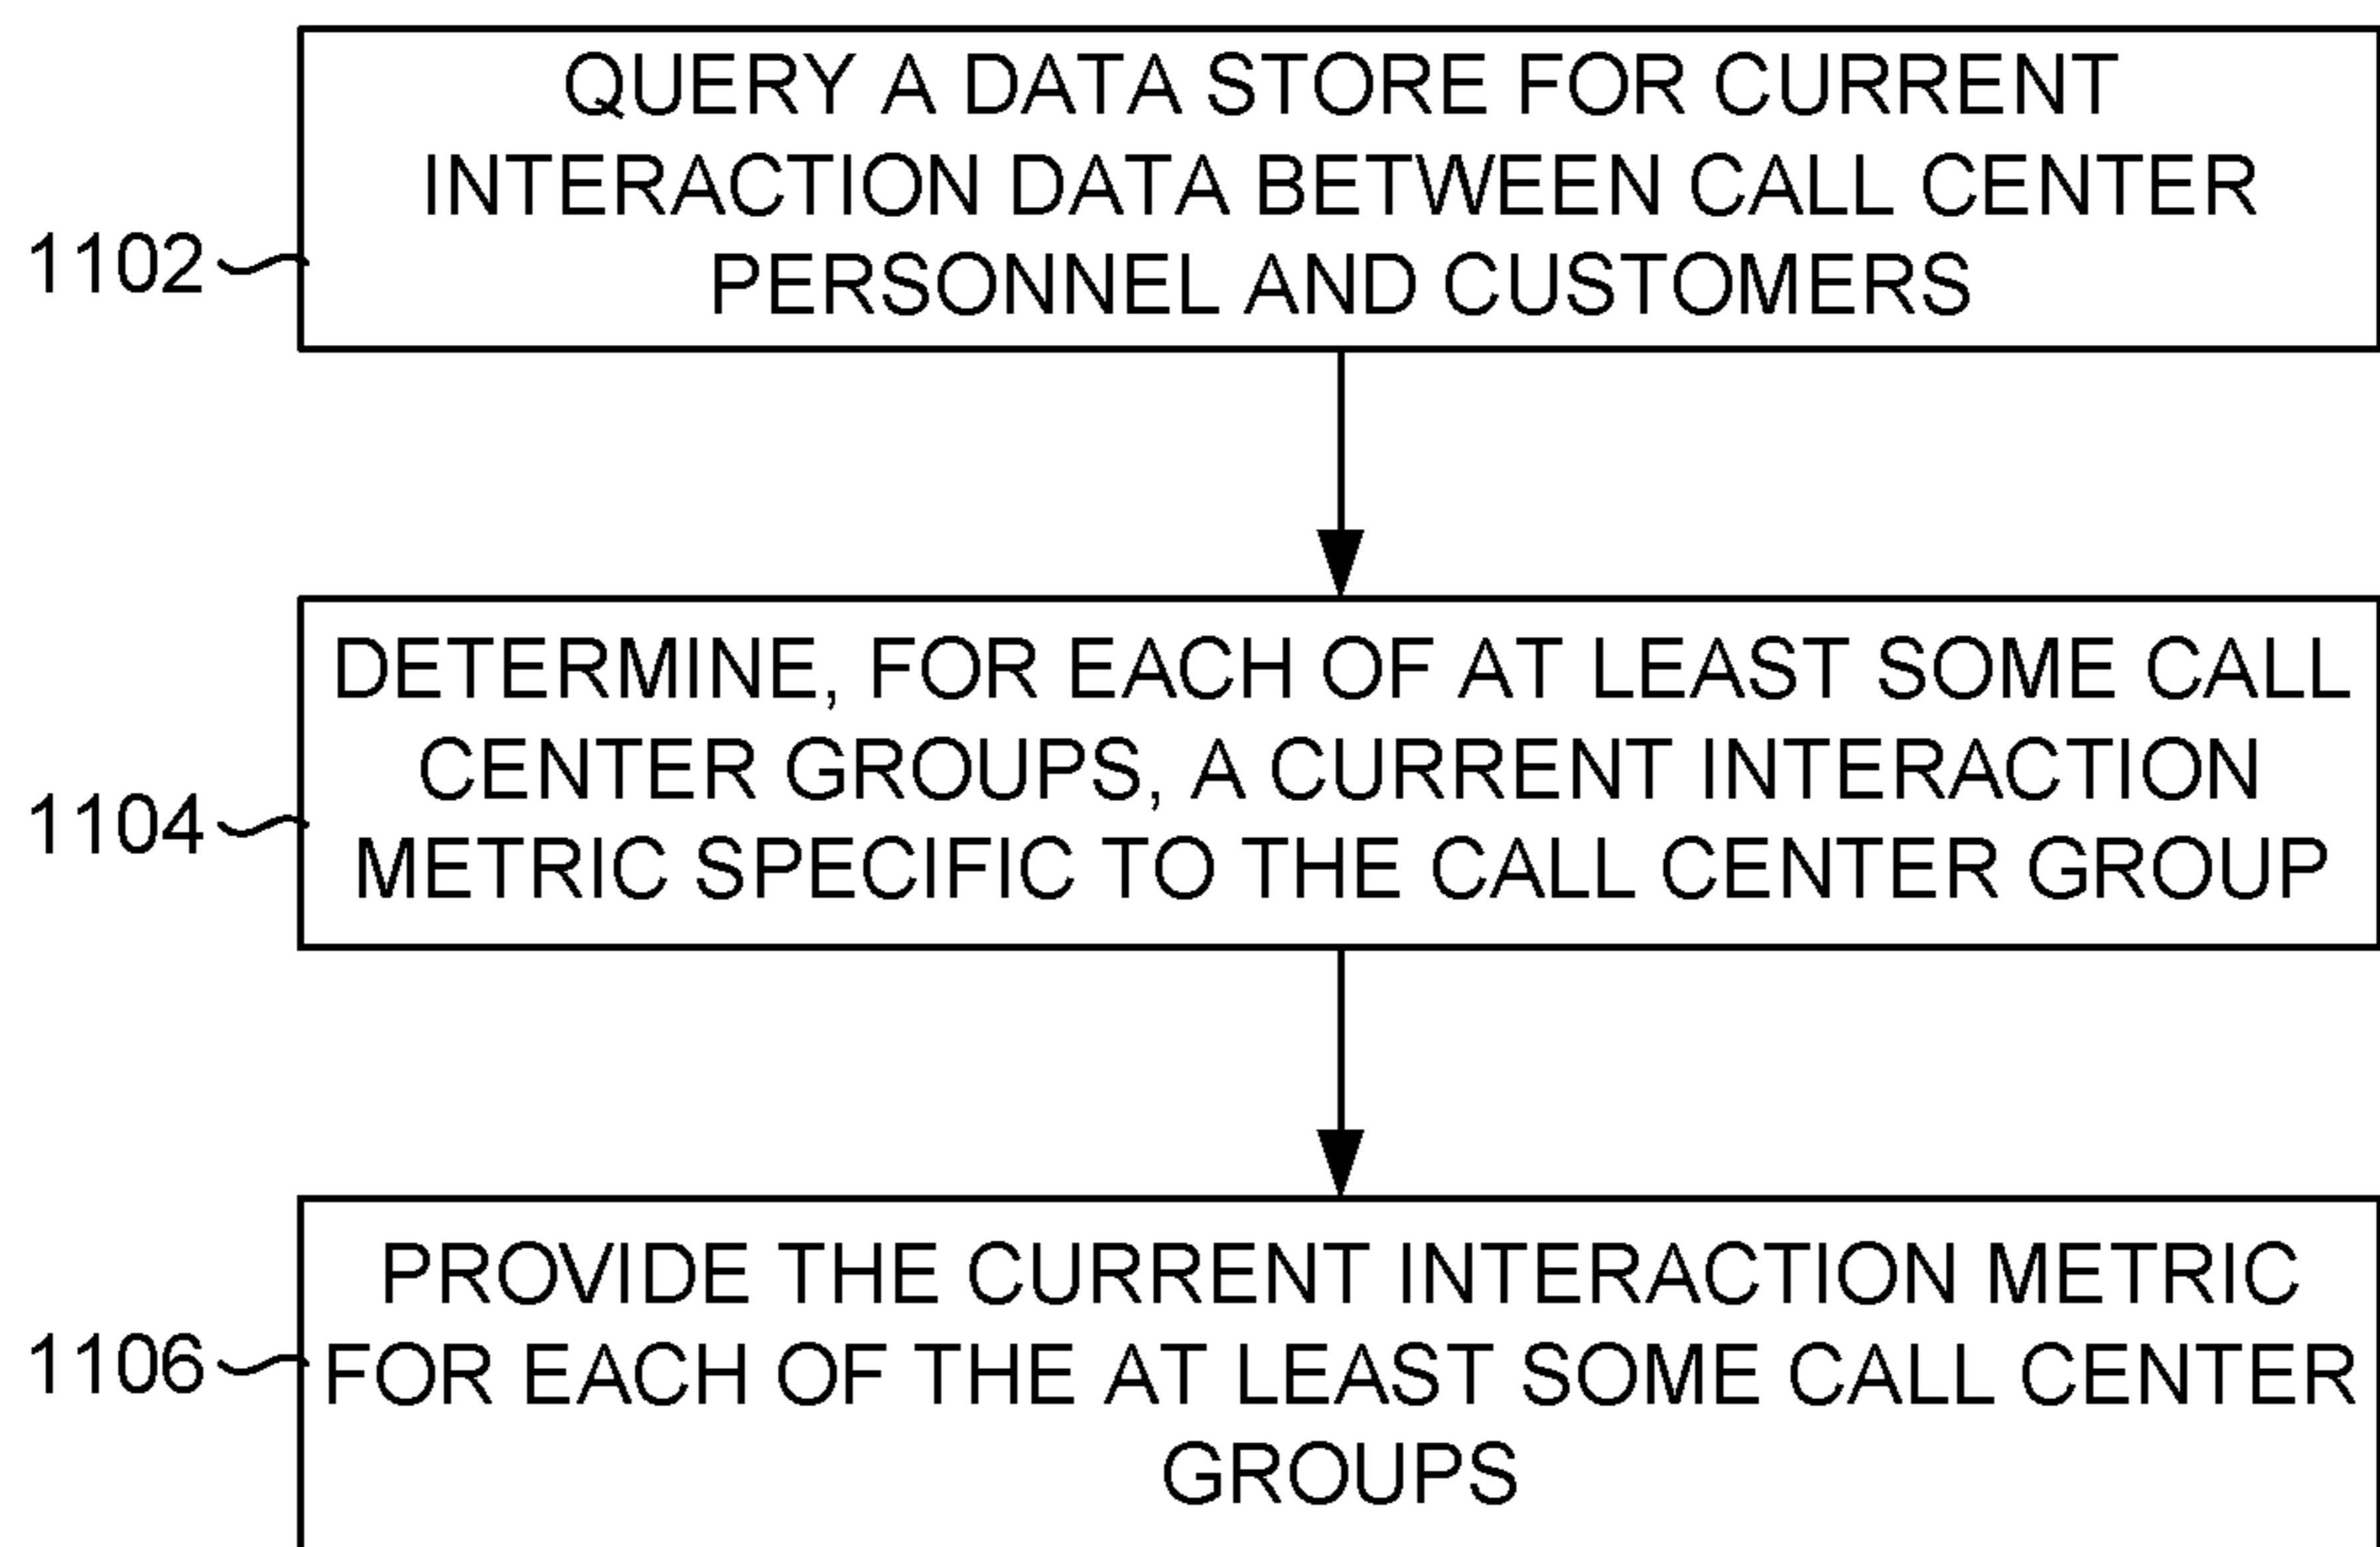 QUERY A DATA STORE FOR CURRENT
INTERACTION DATA BETWEEN CALL CENTER
PERSONNEL AND CUSTOMERS
1102
DETERMINE, FOR EACH OF AT LEAST SOME CALL
CENTER GROUPS, A CURRENT INTERACTION
METRIC SPECIFIC TO THE CALL CENTER GROUP
1104
PROVIDE THE CURRENT INTERACTION METRIC
FOR EACH OF THE AT LEAST SOME CALL CENTER
GROUPS
1106